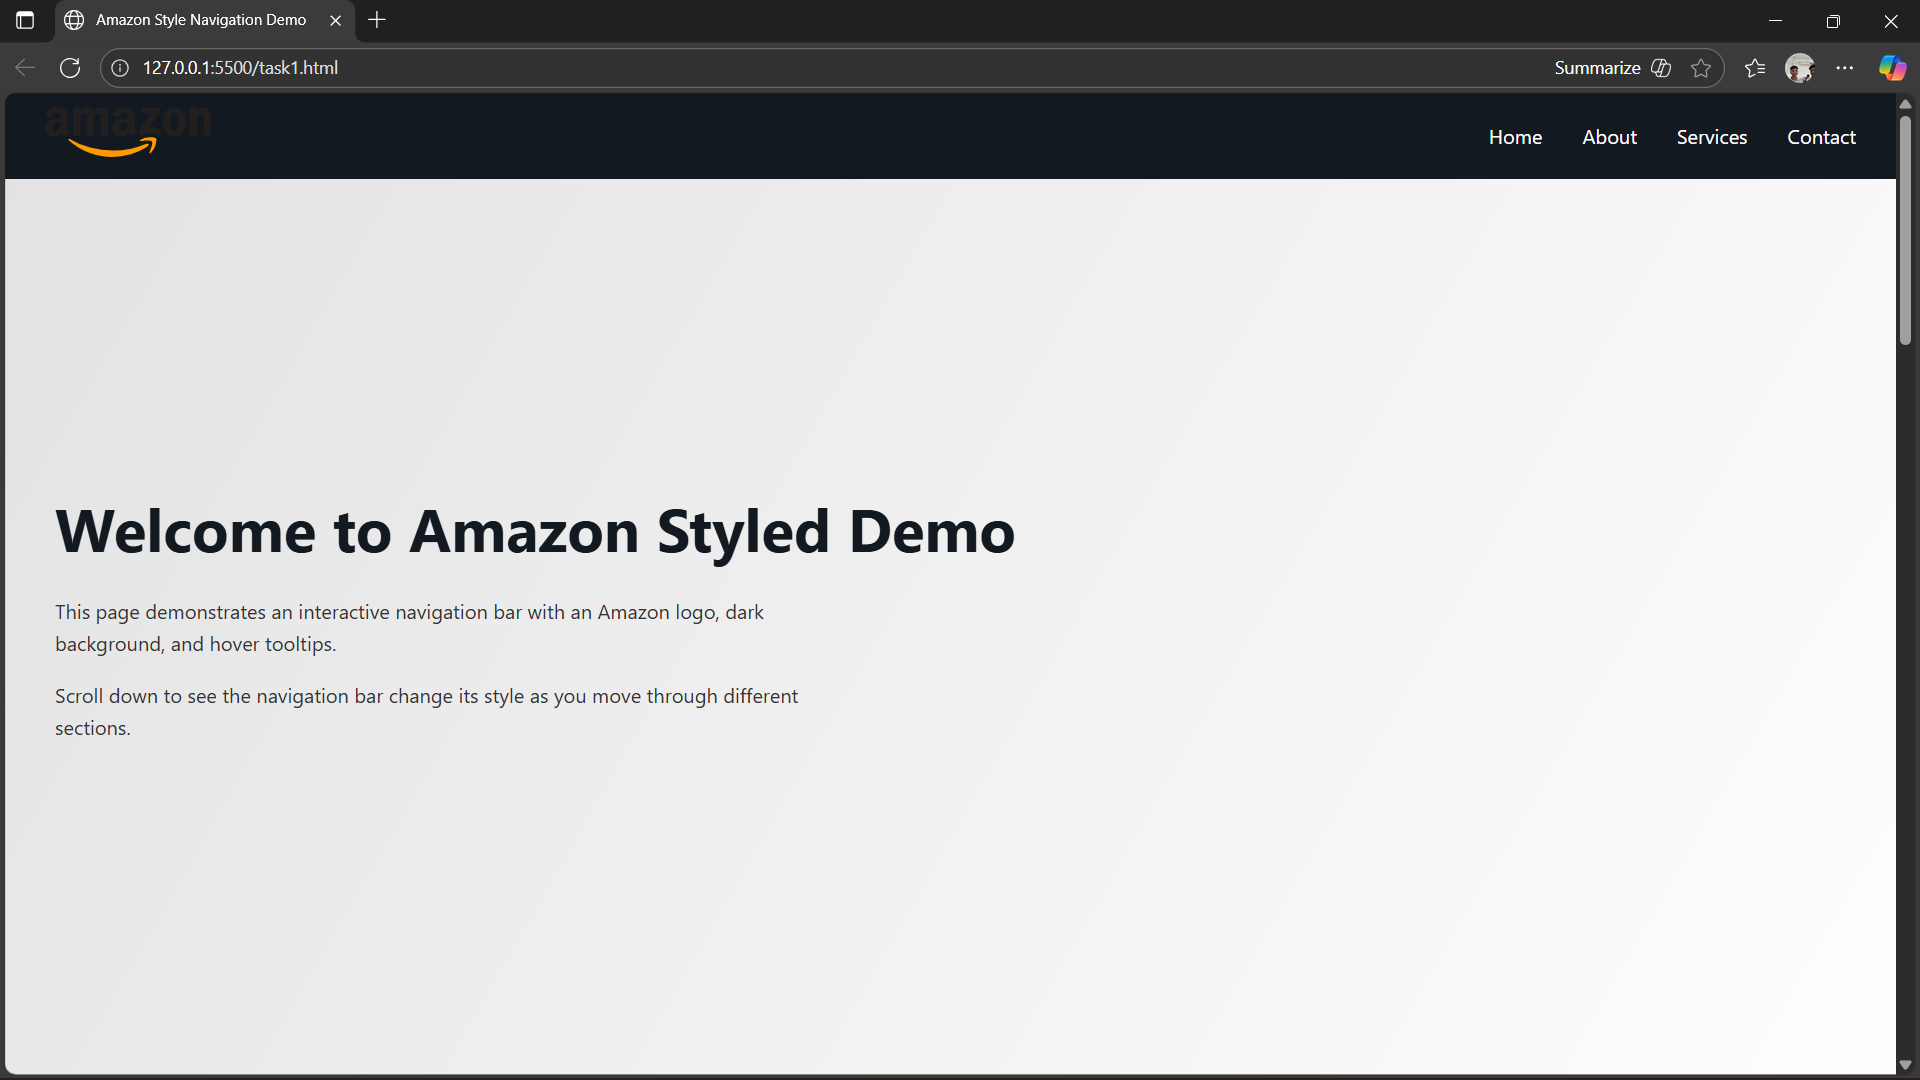 Amazon Style Navigation Demo
127.0.0.1:5500/task1.html
Summarize
amazon
Home
About
Services
Contact
Welcome to Amazon Styled Demo
This page demonstrates an interactive navigation bar with an Amazon logo, dark
background, and hover tooltips.
Scroll down to see the navigation bar change its style as you move through different
sections.